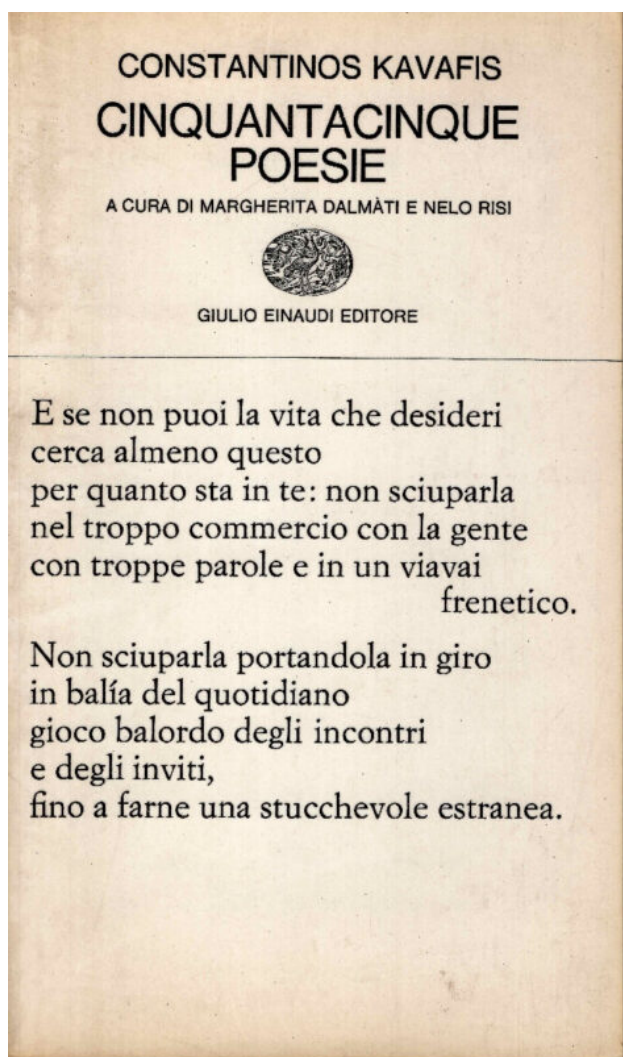 CONSTANTINOS KAVAFIS
CINQUANTACINQUE
POESIE
A CURA DI MARGHERITA DALMÀTI E NELO RISI
GIULIO EINAUDI EDITORE
E se non puoi la vita che desideri
cerca almeno questo
per quanto sta in te: non sciuparla
nel troppo commercio con la gente
con troppe parole e in un viavai
frenetico.
Non sciuparla portandola in giro
in balía del quotidiano
gioco balordo degli incontri
e degli inviti,
fino a farne una stucchevole estranea.